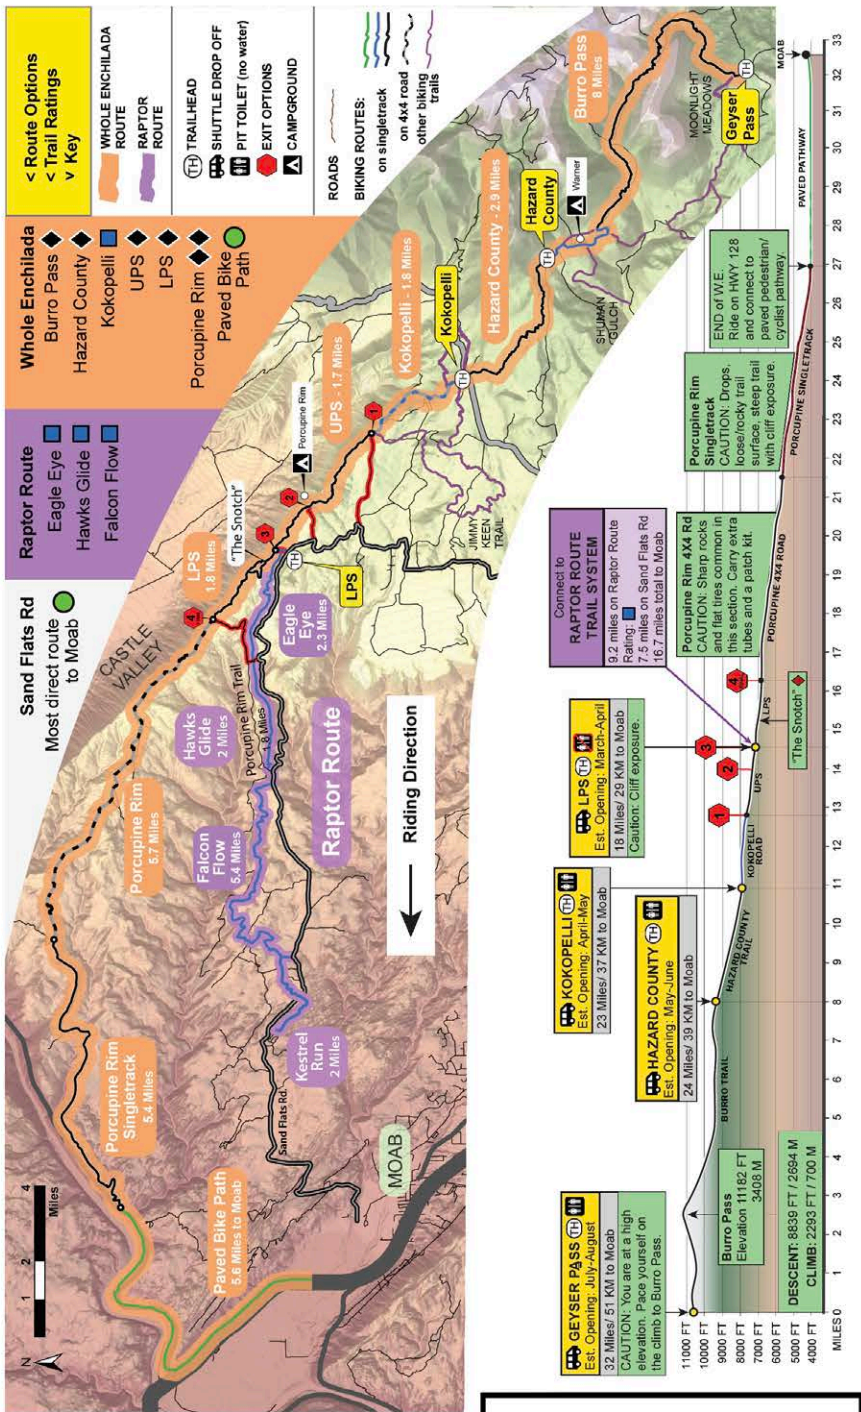 Sand Flats Rd
Most direct route
to Moab
Raptor Route
Eagle Eye
Hawks Glide
Falcon Flow
Whole Enchilada
Burro Pass
Hazard County
Kokopelli
UPS
LPS
Porcupine Rim
Paved Bike
Path
< Route Options
< Trail Ratings
v Key
WHOLE ENCHILADA
ROUTE
RAPTOR
ROUTE
TH TRAILHEAD
SHUTTLE DROP OFF
PIT TOILET (no water)
EXIT OPTIONS
CAMPGROUND
ROADS
BIKING ROUTES:
on singletrack
on 4x4 road
other biking
trails
N
1 2 4
Miles
CASTLE
VALLEY
Porcupine Rim
5.7 Miles
Porcupine Rim
Singletrack
5.4 Miles
Paved Bike Path
5.6 Miles to Moab
MOAB
Sand Flats Rd.
Kestrel
Run
2 Miles
Falcon
Flow
5.4 Miles
Hawks
Glide
2 Miles
Porcupine Rim Trail
1.8 Miles
Raptor Route
Eagle
Eye
2.3 Miles
4
LPS
1.8 Miles
"The Snotch"
3
TH
LPS
2
Porcupine Rim
UPS - 1.7 Miles
1
Kokopelli - 1.8 Miles
Kokopelli
TH
JIMMY
KEEN
TRAIL
Hazard County - 2.9 Miles
Hazard
County
TH
Warner
SHUMAN
GULCH
Burro Pass
8 Miles
MOONLIGHT
MEADOWS
Geyser
Pass
TH
Riding Direction
GEYSER PASS TH
Est. Opening: July-August
32 Miles/ 51 KM to Moab
CAUTION: You are at a high
elevation. Pace yourself on
the climb to Burro Pass.
HAZARD COUNTY TH
Est. Opening: May-June
24 Miles/ 39 KM to Moab
KOKOPELLI TH
Est. Opening: April-May
23 Miles/ 37 KM to Moab
LPS TH
Est. Opening: March-April
18 Miles/ 29 KM to Moab
Caution: Cliff exposure.
Connect to
RAPTOR ROUTE
TRAIL SYSTEM
9.2 miles on Raptor Route
Rating:
7.5 miles on Sand Flats Rd
16.7 miles total to Moab
Porcupine Rim 4X4 Rd
CAUTION: Sharp rocks
and flat tires common in
this section. Carry extra
tubes and a patch kit.
Porcupine Rim
Singletrack
CAUTION: Drops,
loose/rocky trail
surface, steep trail
with cliff exposure.
END of W.E.
Ride on HWY 128
and connect to
paved pedestrian/
cyclist pathway.
1
2
3
4
"The Snotch"
Burro Pass
Elevation 11182 FT
3408 M
DESCENT: 8839 FT / 2694 M
CLIMB: 2293 FT / 700 M
BURRO TRAIL
HAZARD COUNTY
TRAIL
KOKOPELLI
ROAD
UPS
LPS
PORCUPINE 4X4 ROAD
PORCUPINE SINGLETRACK
PAVED PATHWAY
MOAB
11000 FT
10000 FT
9000 FT
8000 FT
7000 FT
6000 FT
5000 FT
4000 FT
MILES 0 1 2 3 4 5 6 7 8 9 10 11 12 13 14 15 16 17 18 19 20 21 22 23 24 25 26 27 28 29 30 31 32 33